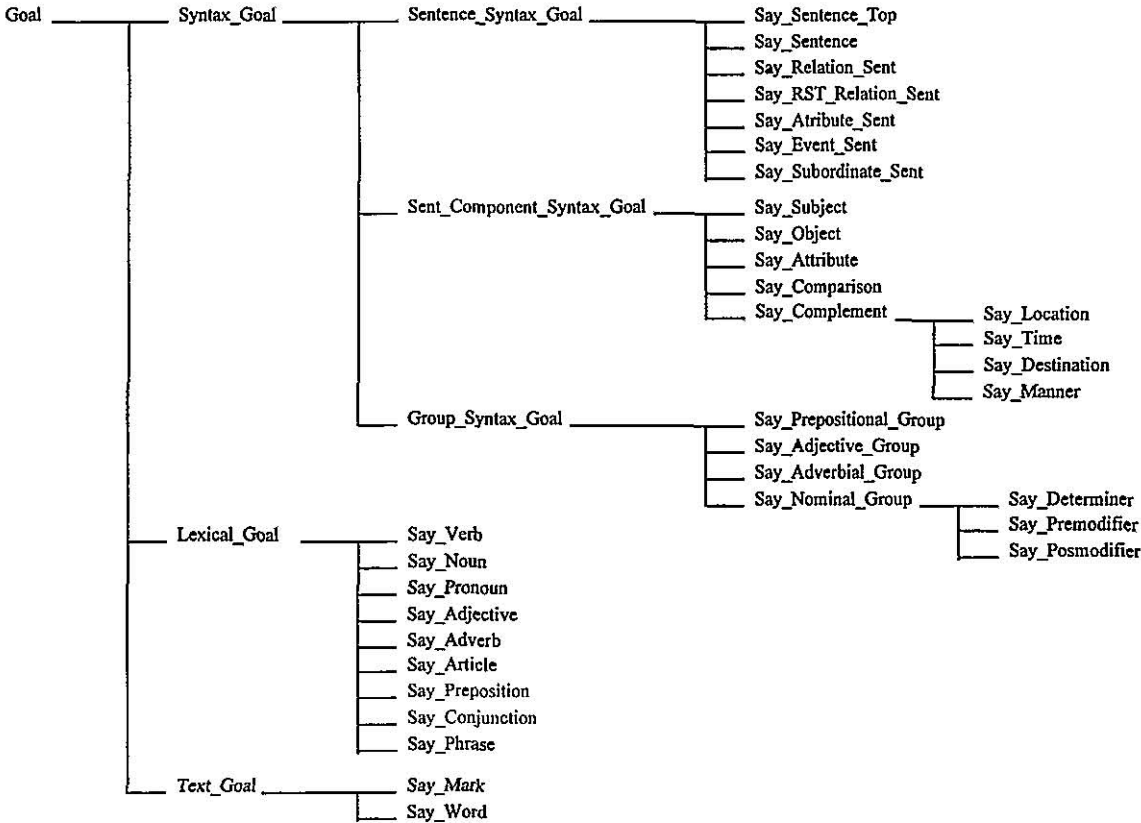 Goal Syntax_Goal Sentence_Syntax_Goal Say_Sentence_Top
Say_Sentence
Say_Relation_Sent
Say_RST_Relation_Sent
Say_Atribute_Sent
Say_Event_Sent
Say_Subordinate_Sent
Sent_Component_Syntax_Goal Say_Subject
Say_Object
Say_Attribute
Say_Comparison
Say_Complement Say_Location
Say_Time
Say_Destination
Say_Manner
Group_Syntax_Goal Say_Prepositional_Group
Say_Adjective_Group
Say_Adverbial_Group
Say_Nominal_Group Say_Determiner
Say_Premodifier
Say_Posmodifier
Lexical_Goal Say_Verb
Say_Noun
Say_Pronoun
Say_Adjective
Say_Adverb
Say_Article
Say_Preposition
Say_Conjunction
Say_Phrase
Text_Goal Say_Mark
Say_Word